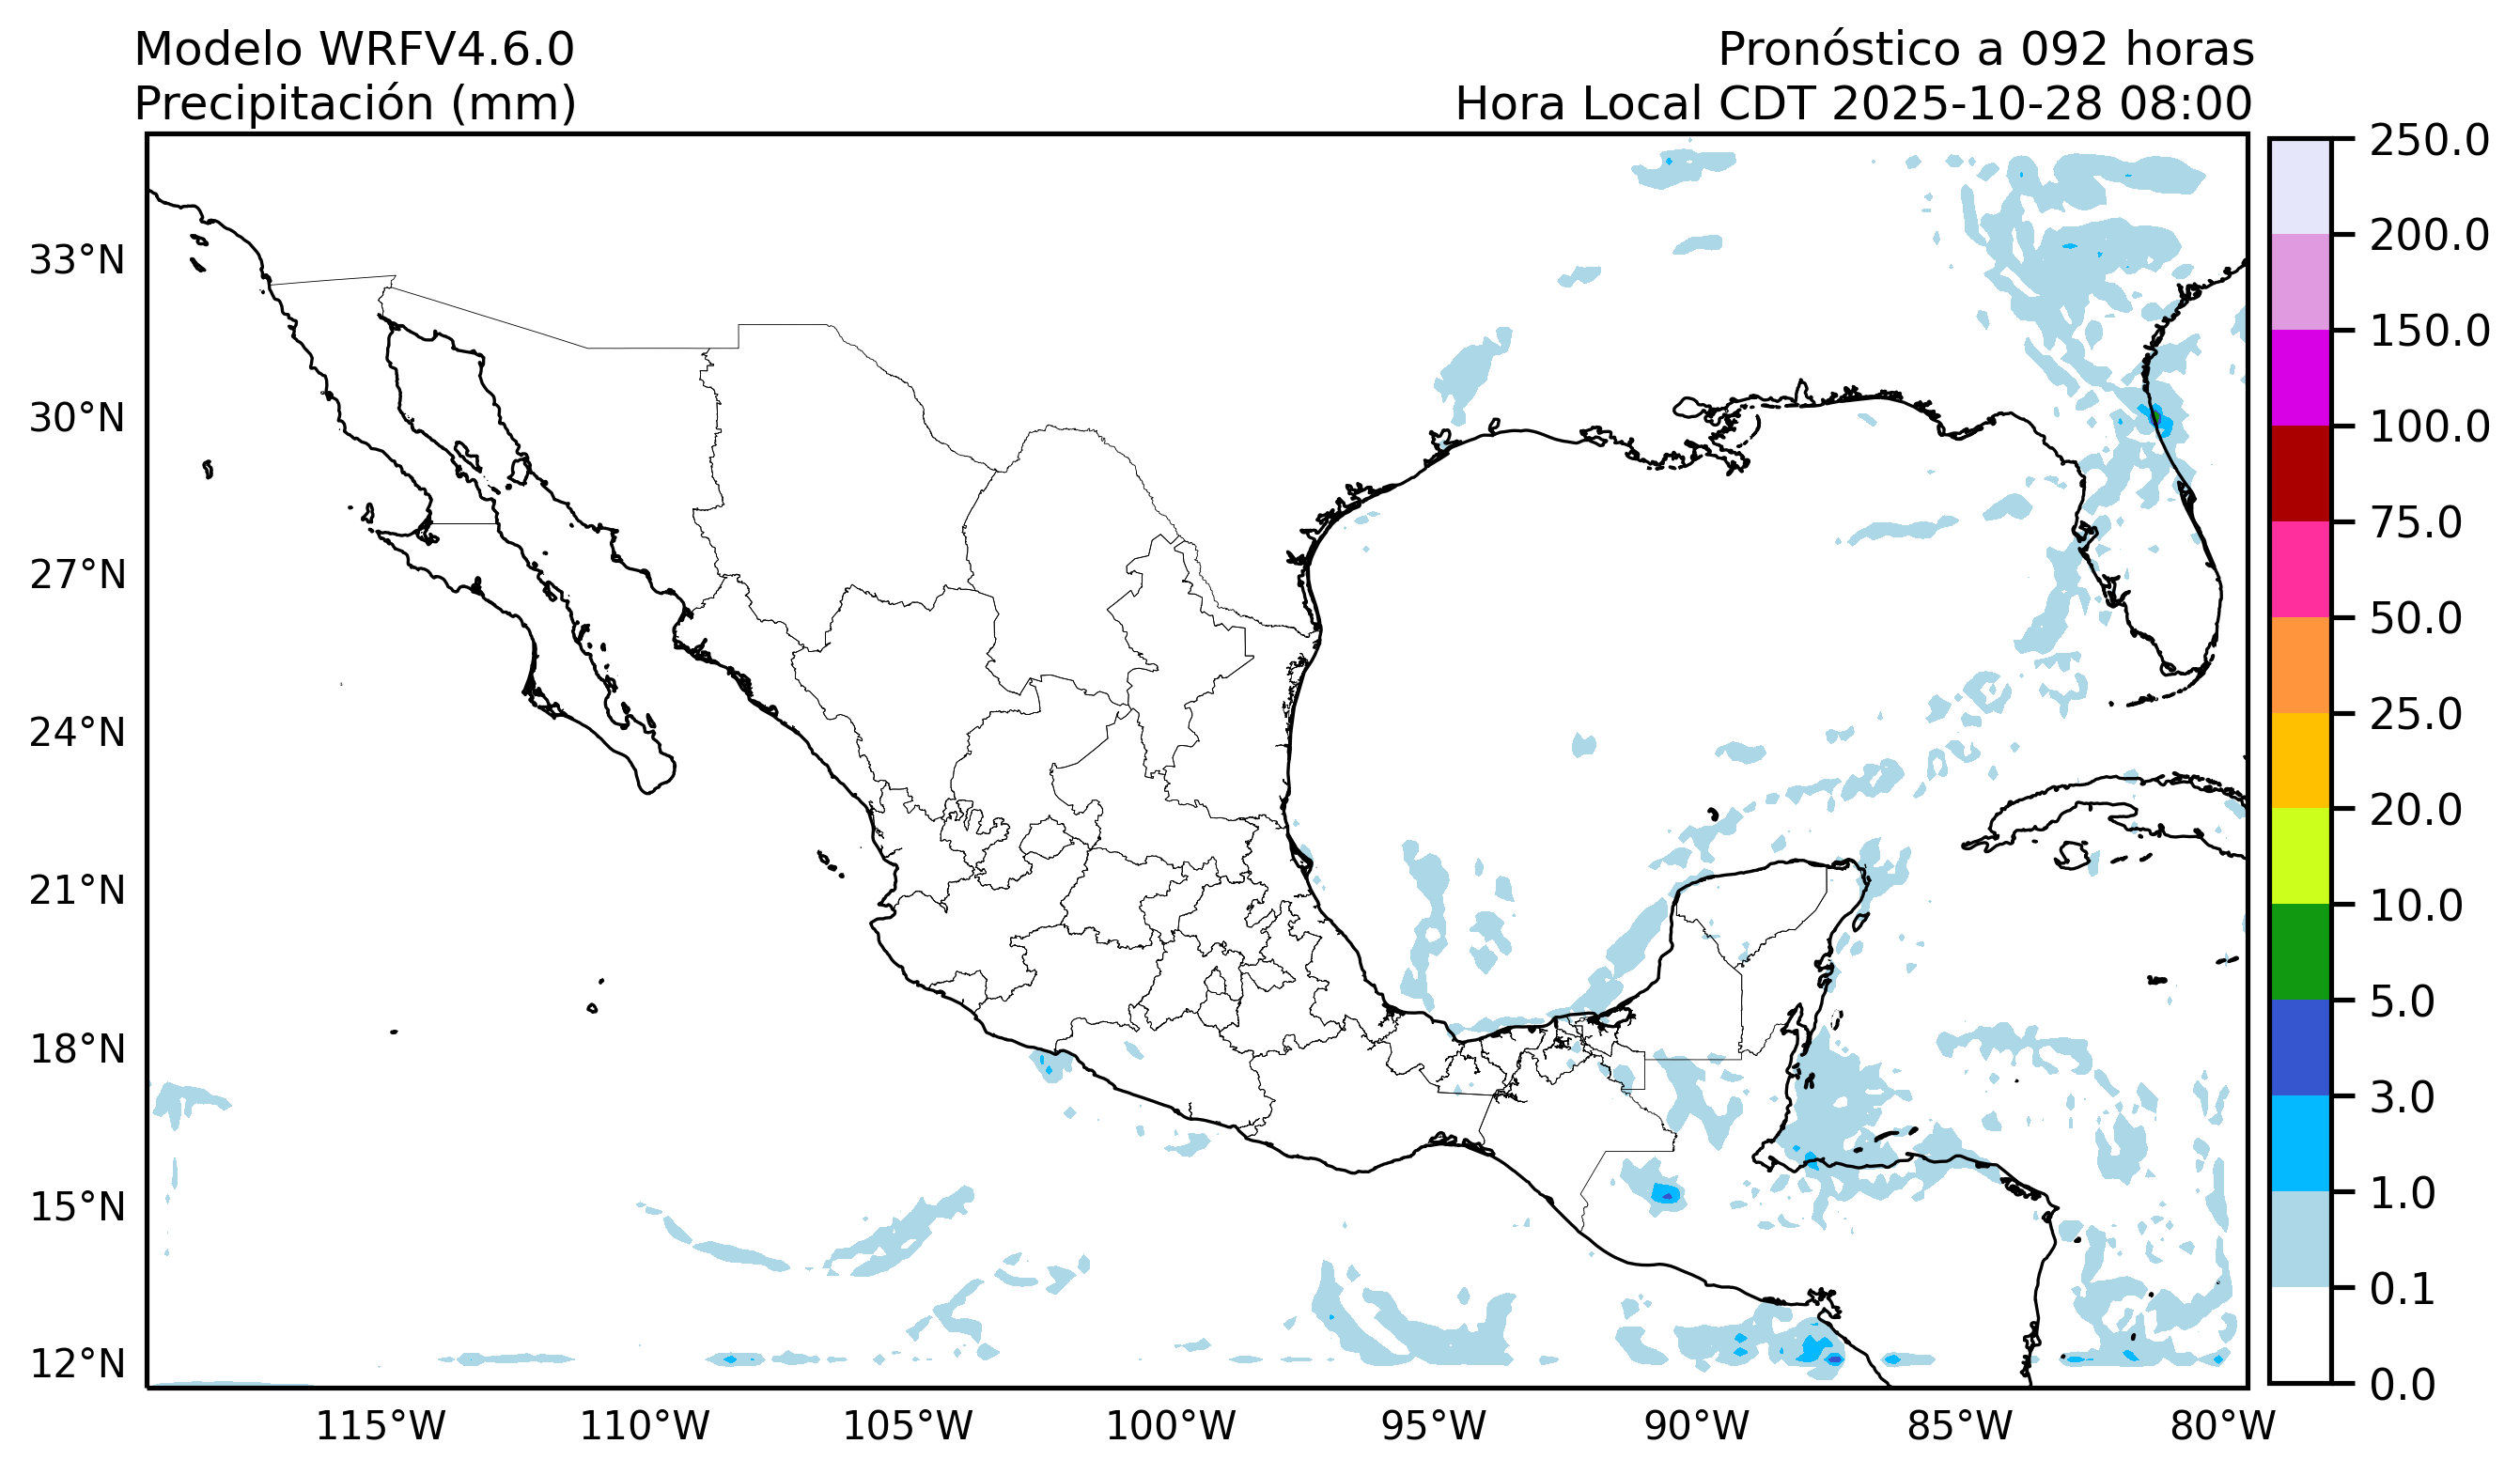 Modelo WRFV4.6.0
Precipitación (mm)
Pronóstico a 092 horas
Hora Local CDT 2025-10-28 08:00
33°N
30°N
27°N
24°N
21°N
18°N
15°N
12°N
115°W
110°W
105°W
100°W
95°W
90°W
85°W
80°W
250.0
200.0
150.0
100.0
75.0
50.0
25.0
20.0
10.0
5.0
3.0
1.0
0.1
0.0